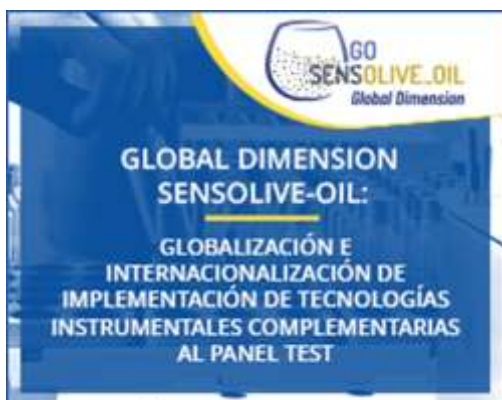 GO
SENSOLIVE_OIL
Global Dimension
GLOBAL DIMENSION
SENSOLIVE-OIL:
GLOBALIZACIÓN E
INTERNACIONALIZACIÓN DE
IMPLEMENTACIÓN DE TECNOLOGÍAS
INSTRUMENTALES COMPLEMENTARIAS
AL PANEL TEST